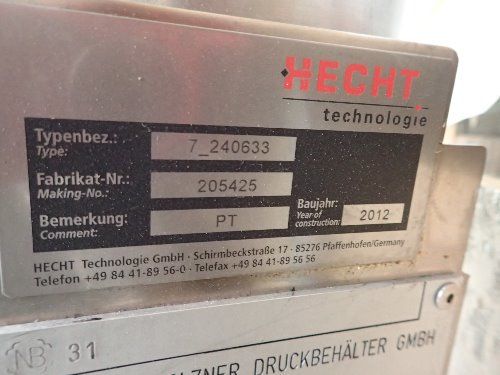 HECHT
technologie
Typenbez.: 7_240633
Type:
Fabrikat-Nr.: 205425
Making-No.:
Bemerkung: PT
Comment:
Baujahr: 2012
Year of
construction:
HECHT Technologie GmbH · Schirmbeckstraße 17 · 85276 Pfaffenhofen/Germany
Telefon +49 84 41-89 56-0 · Telefax +49 84 41-89 56 56
NB 31
DRUCKBEHÄLTER GMBH